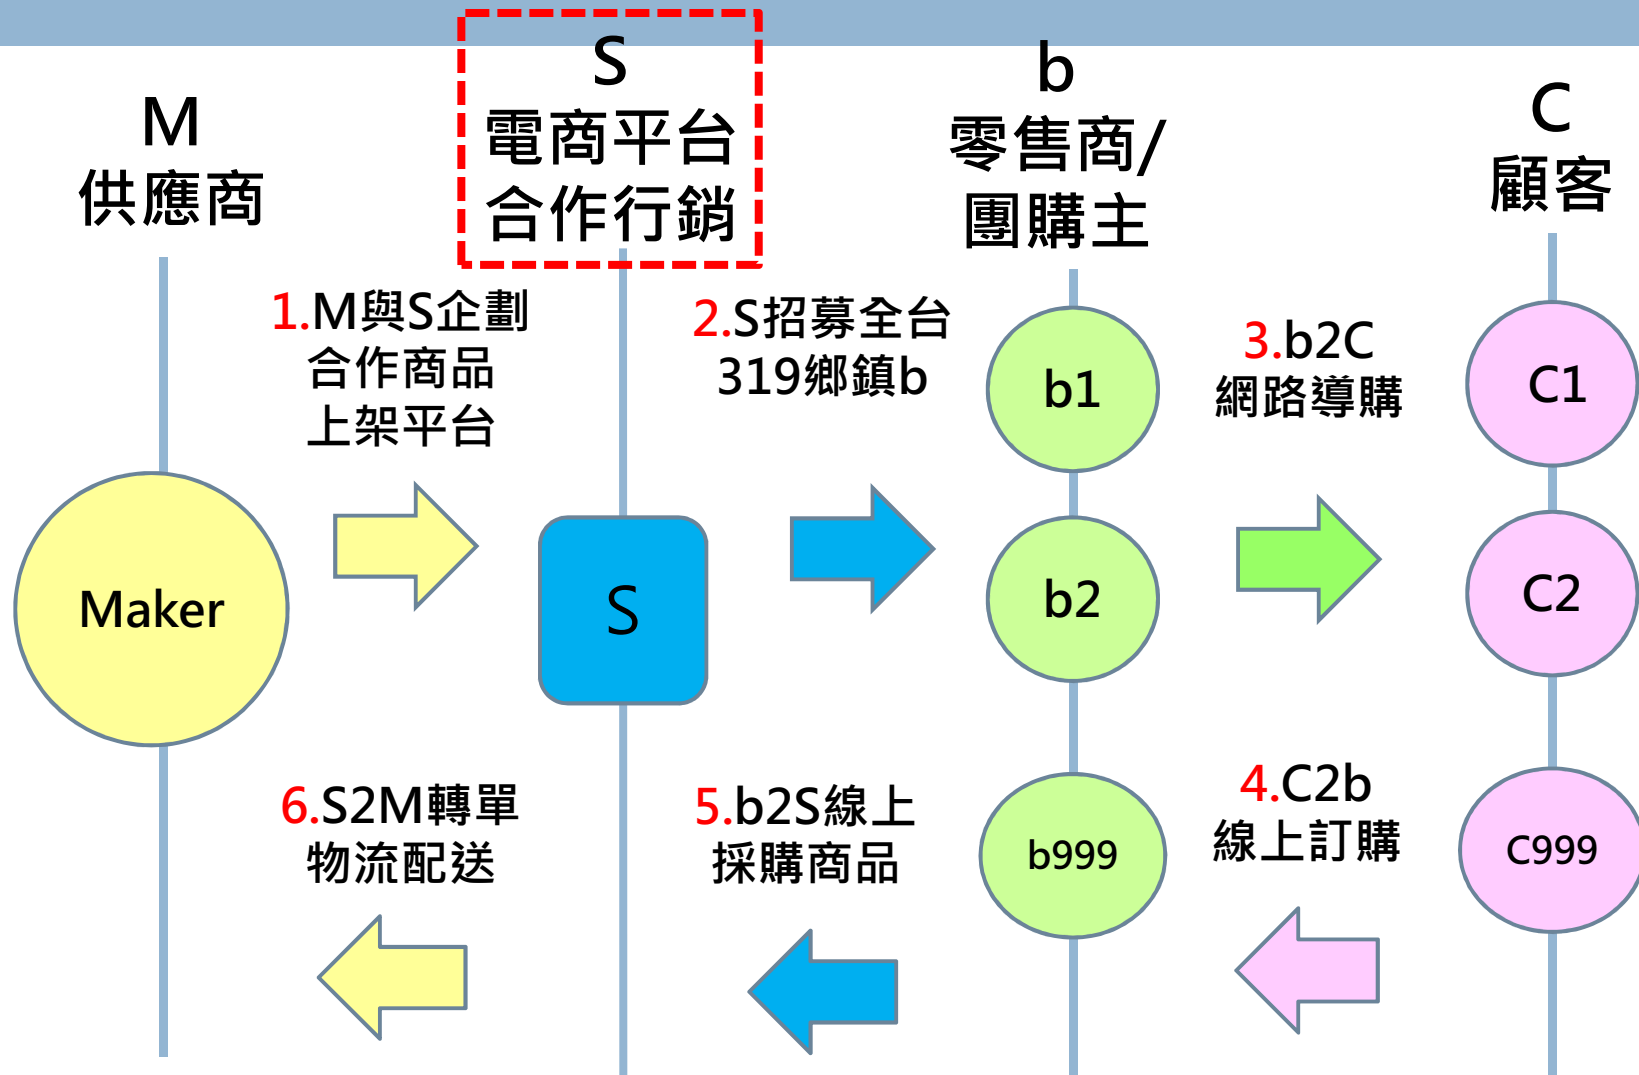 M
供應商
S
電商平台
合作行銷
b
零售商/
團購主
C
顧客
1.M與S企劃
合作商品
上架平台
2.S招募全台
319鄉鎮b
3.b2C
網路導購
Maker
S
b1
b2
b999
C1
C2
C999
4.C2b
線上訂購
5.b2S線上
採購商品
6.S2M轉單
物流配送